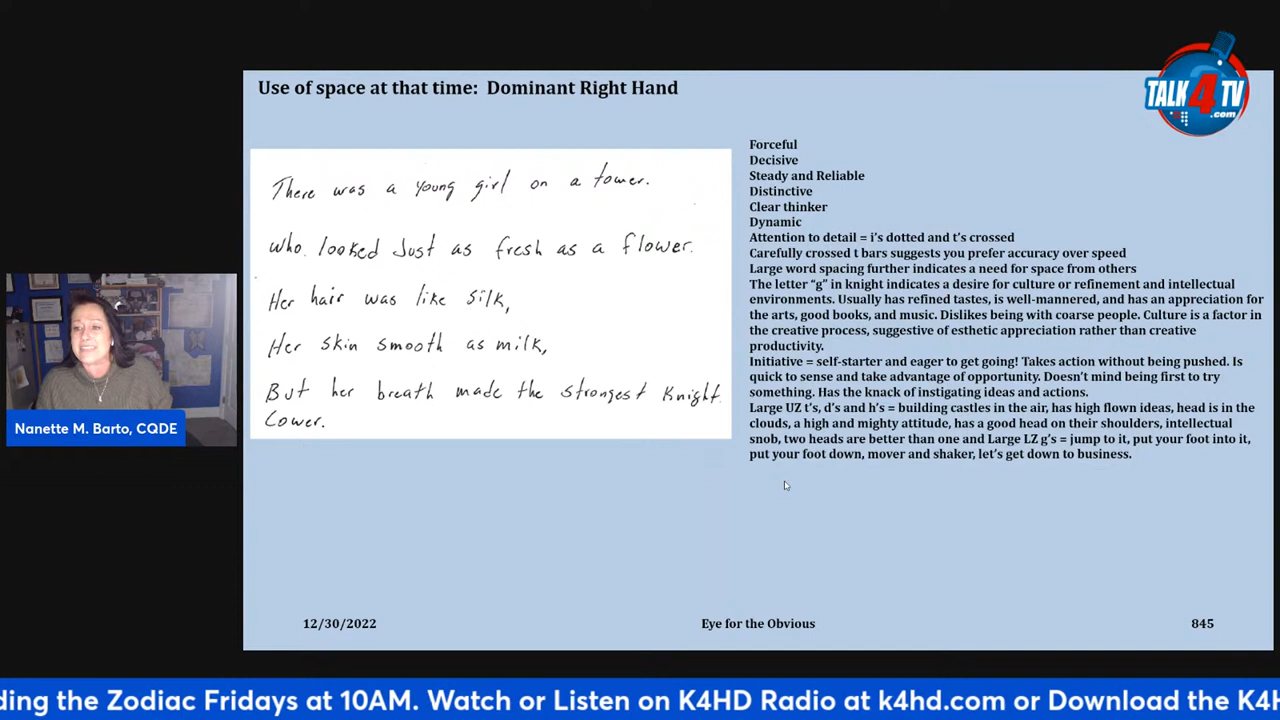 TALK 4 TV
.com
Use of space at that time:  Dominant Right Hand
There was a young girl on a tower.
who. looked Just as fresh as a flower.
Her hair was like silk,
Her skin smooth as milk,
But her breath made the strongest Knight.
Cower.
Forceful
Decisive
Steady and Reliable
Distinctive
Clear thinker
Dynamic
Attention to detail = i's dotted and t's crossed
Carefully crossed t bars suggests you prefer accuracy over speed
Large word spacing further indicates a need for space from others
The letter “g” in knight indicates a desire for culture or refinement and intellectual
environments. Usually has refined tastes, is well-mannered, and has an appreciation for
the arts, good books, and music. Dislikes being with coarse people. Culture is a factor in
the creative process, suggestive of esthetic appreciation rather than creative
productivity.
Initiative = self-starter and eager to get going! Takes action without being pushed. Is
quick to sense and take advantage of opportunity. Doesn't mind being first to try
something. Has the knack of instigating ideas and actions.
Large UZ t's, d's and h's = building castles in the air, has high flown ideas, head is in the
clouds, a high and mighty attitude, has a good head on their shoulders, intellectual
snob, two heads are better than one and Large LZ g's = jump to it, put your foot into it,
put your foot down, mover and shaker, let's get down to business.
Nanette M. Barto, CQDE
12/30/2022
Eye for the Obvious
845
ding the Zodiac Fridays at 10AM. Watch or Listen on K4HD Radio at k4hd.com or Download the K4H